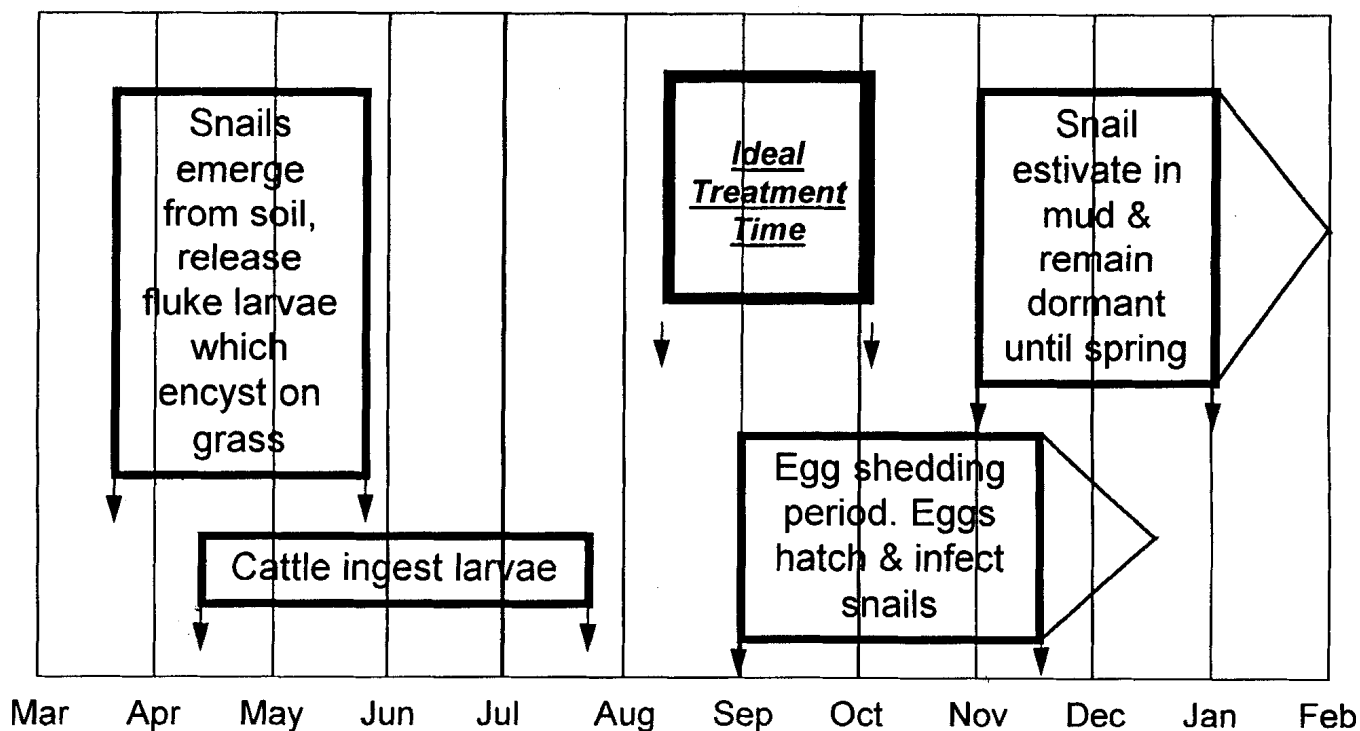 Snails
emerge
from soil,
release
fluke larvae
which
encyst on
grass
Ideal
Treatment
Time
Snail
estivate in
mud &
remain
dormant
until spring
Cattle ingest larvae
Egg shedding
period. Eggs
hatch & infect
snails
Mar Apr May Jun Jul Aug Sep Oct Nov Dec Jan Feb